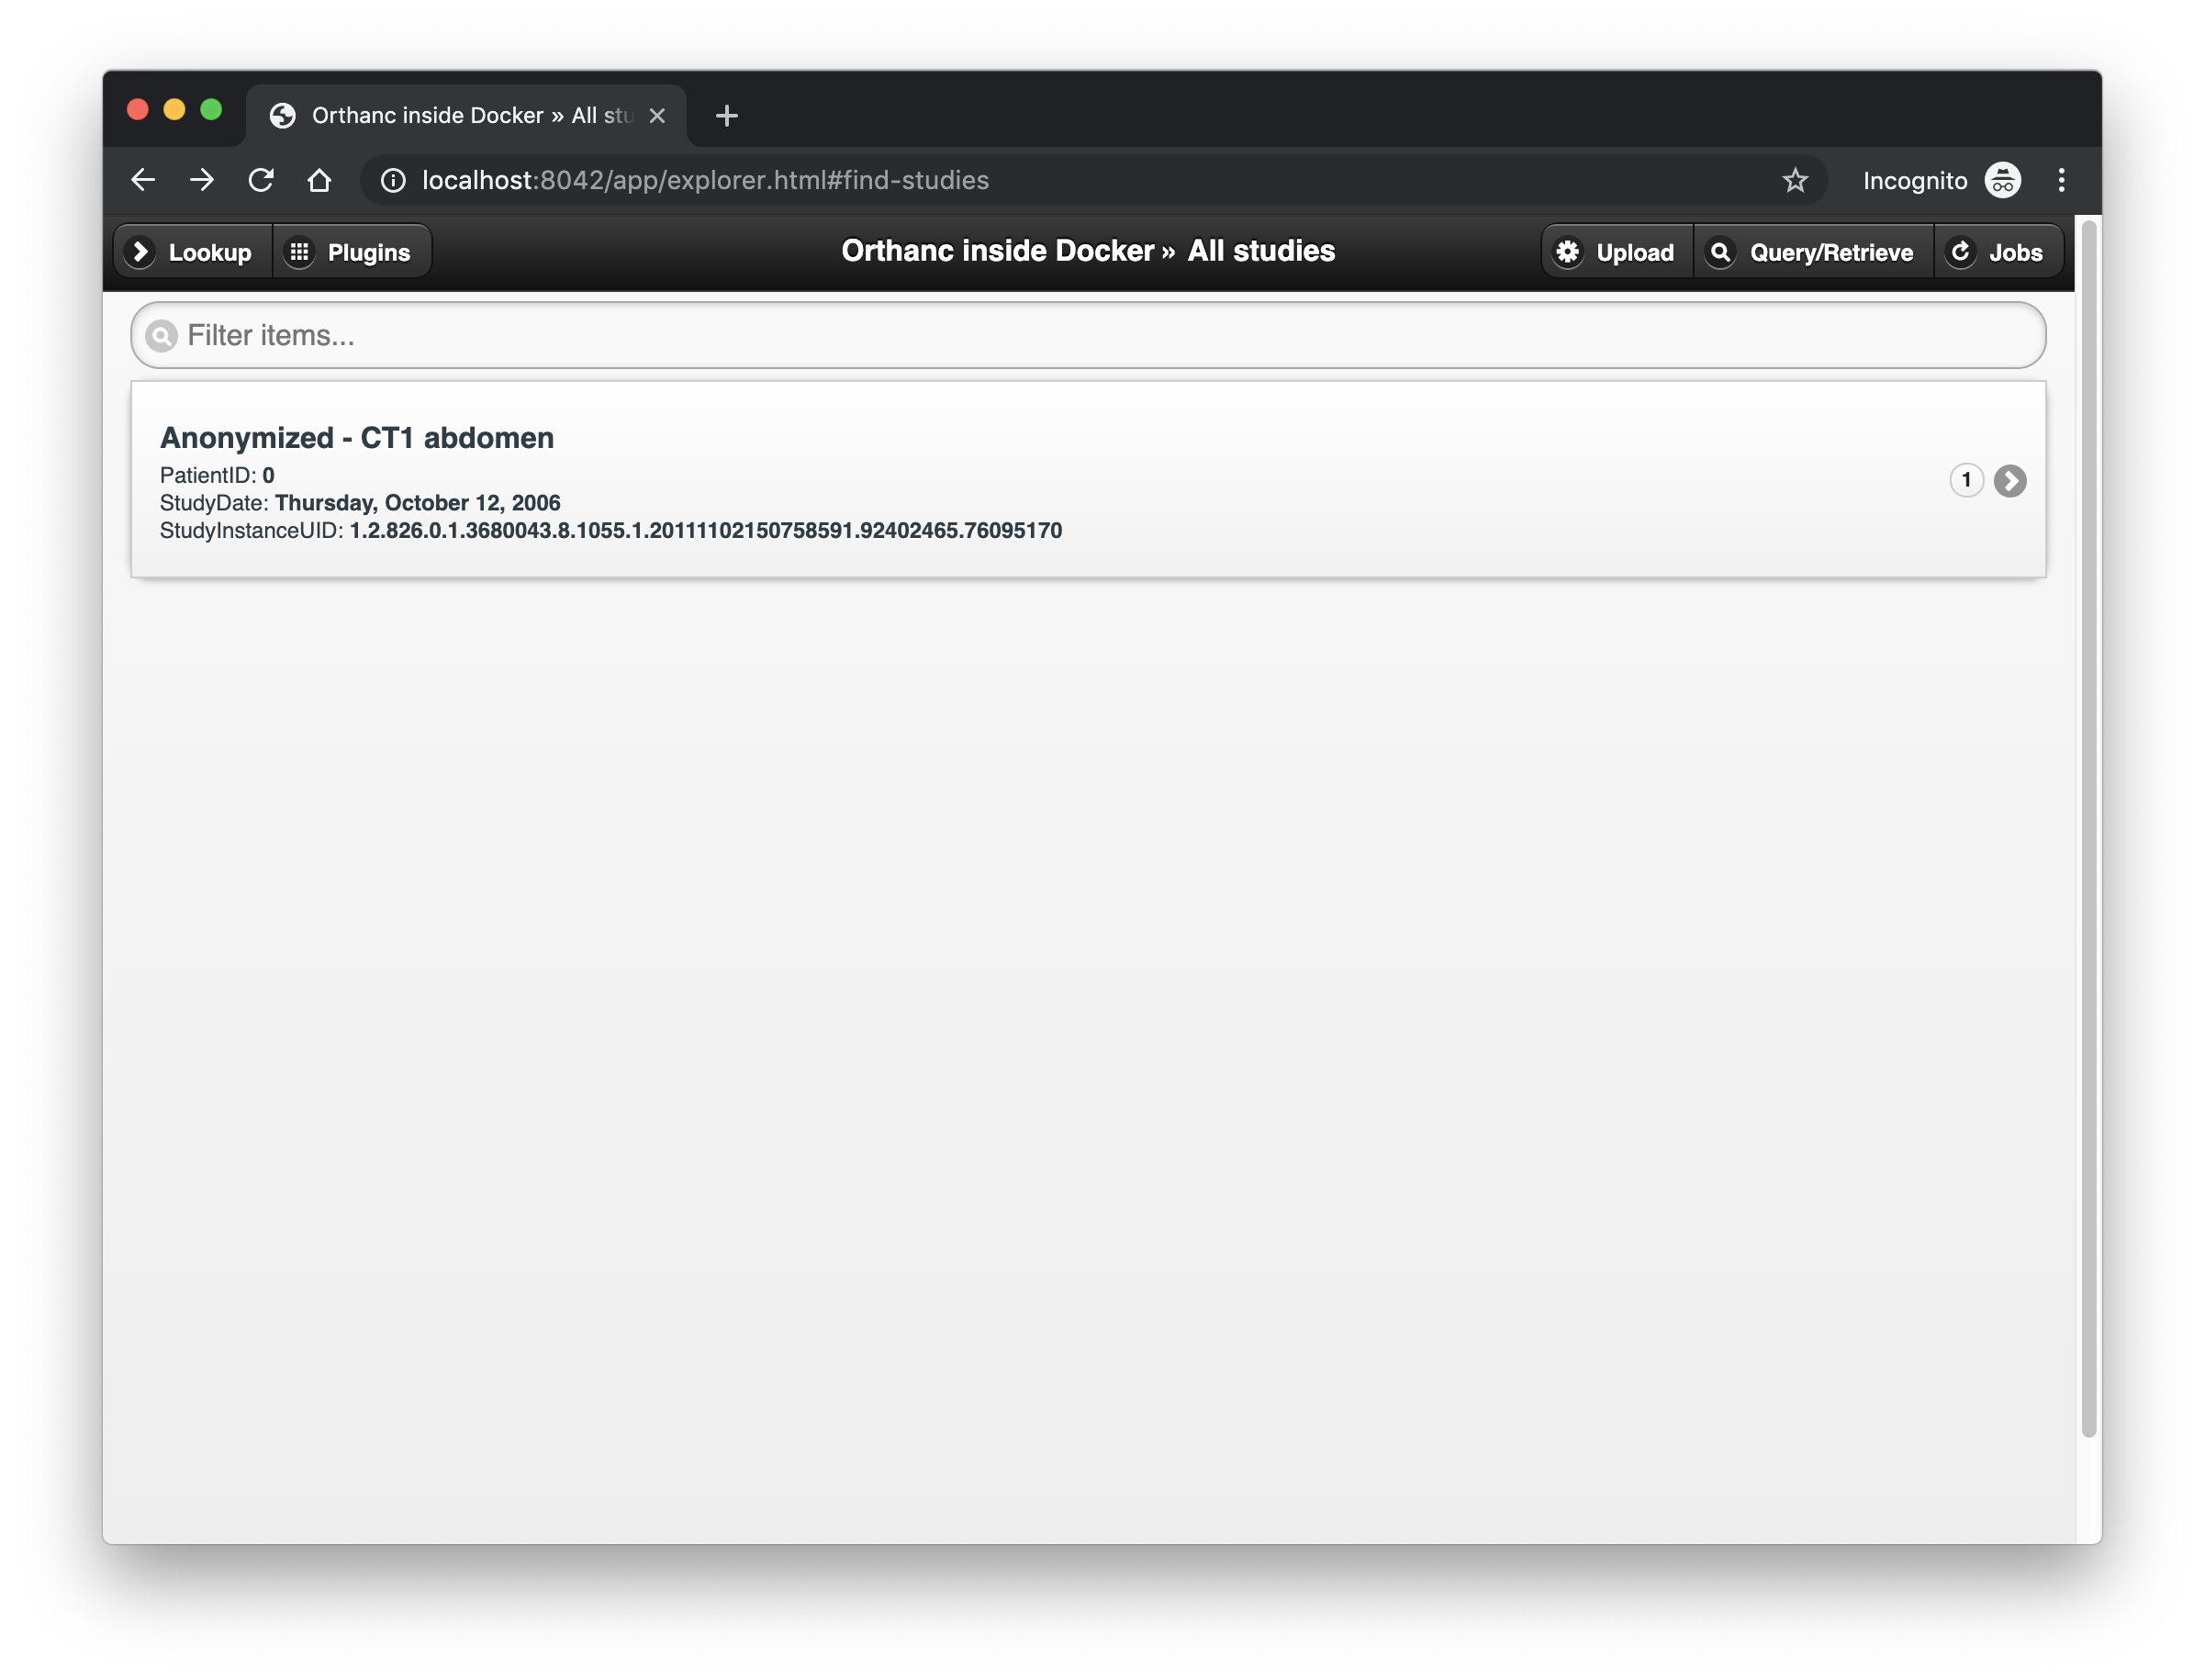 Orthanc inside Docker » All stu
localhost:8042/app/explorer.html#find-studies
Incognito
Lookup
Plugins
Orthanc inside Docker » All studies
Upload
Query/Retrieve
Jobs
Filter items...
Anonymized - CT1 abdomen
PatientID: 0
StudyDate: Thursday, October 12, 2006
StudyInstanceUID: 1.2.826.0.1.3680043.8.1055.1.20111102150758591.92402465.76095170
1